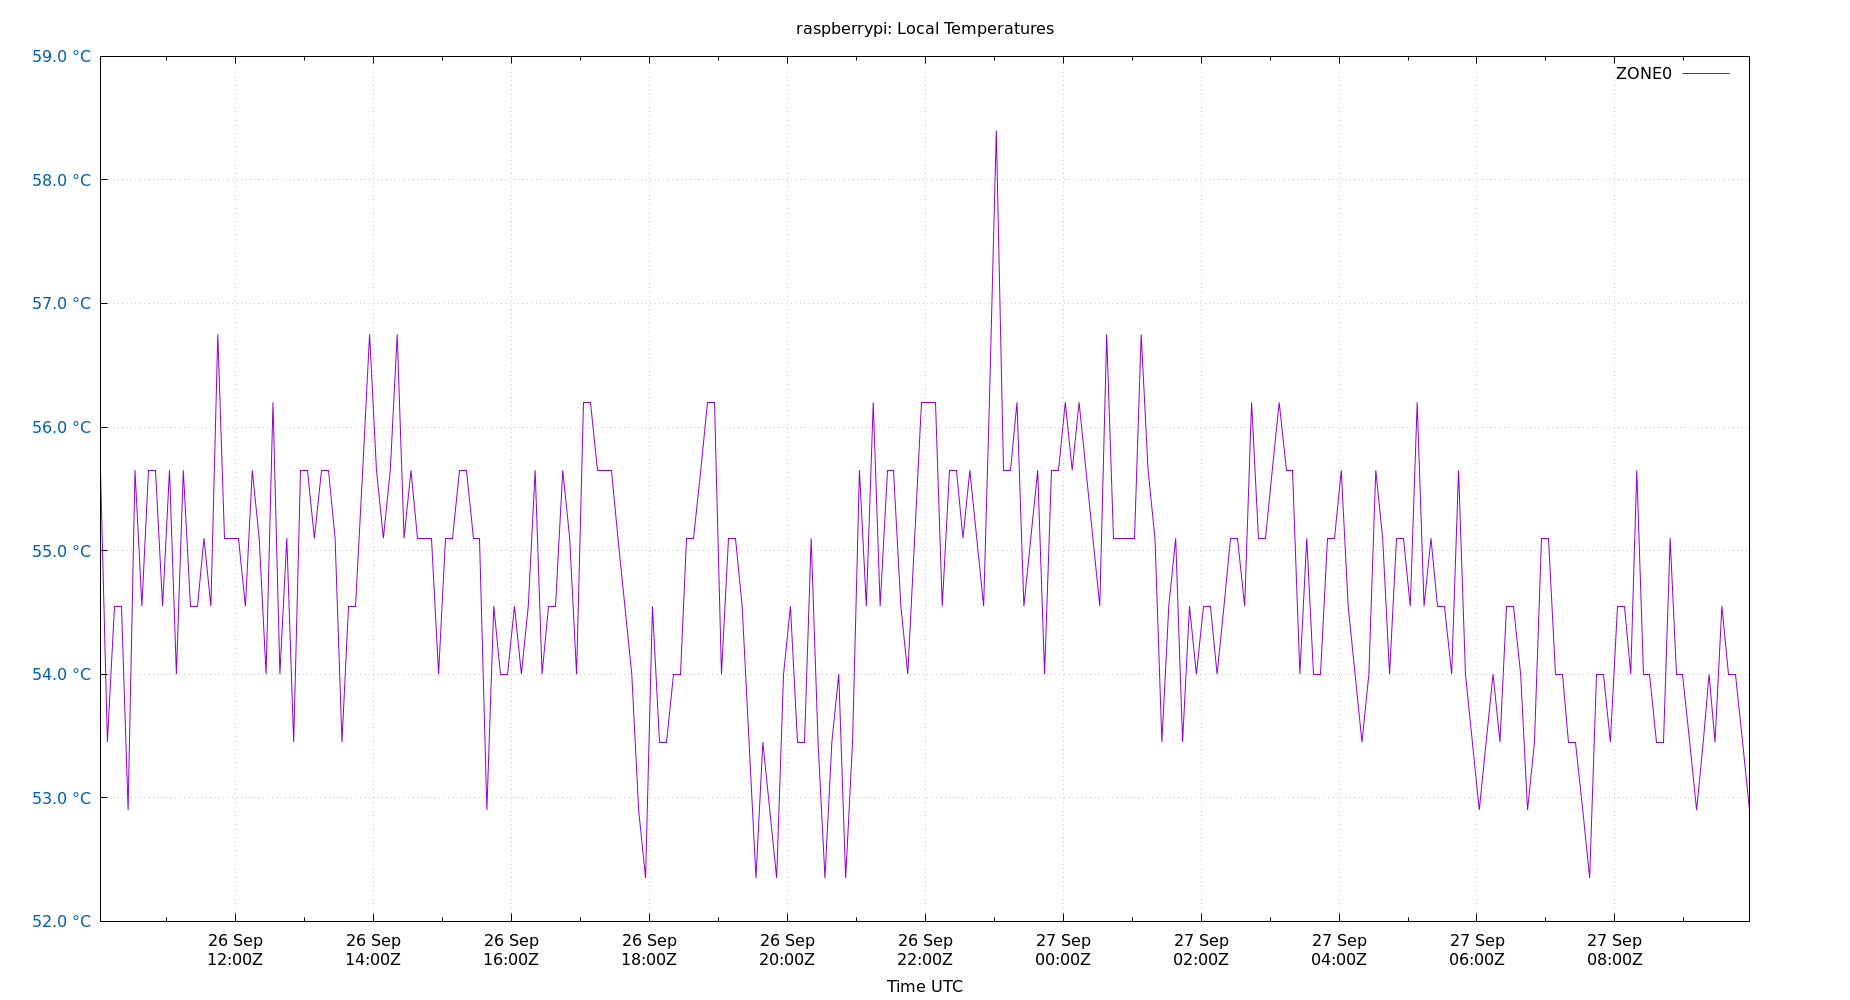 raspberrypi: Local Temperatures
59.0 °C
ZONE0
58.0 °C
57.0 °C
56.0 °C
55.0 °C
54.0 °C
53.0 °C
52.0 °C
26 Sep 26 Sep 26 Sep 26 Sep 26 Sep 26 Sep 27 Sep 27 Sep 27 Sep 27 Sep 27 Sep
12:00Z 14:00Z 16:00Z 18:00Z 20:00Z 22:00Z 00:00Z 02:00Z 04:00Z 06:00Z 08:00Z
Time UTC